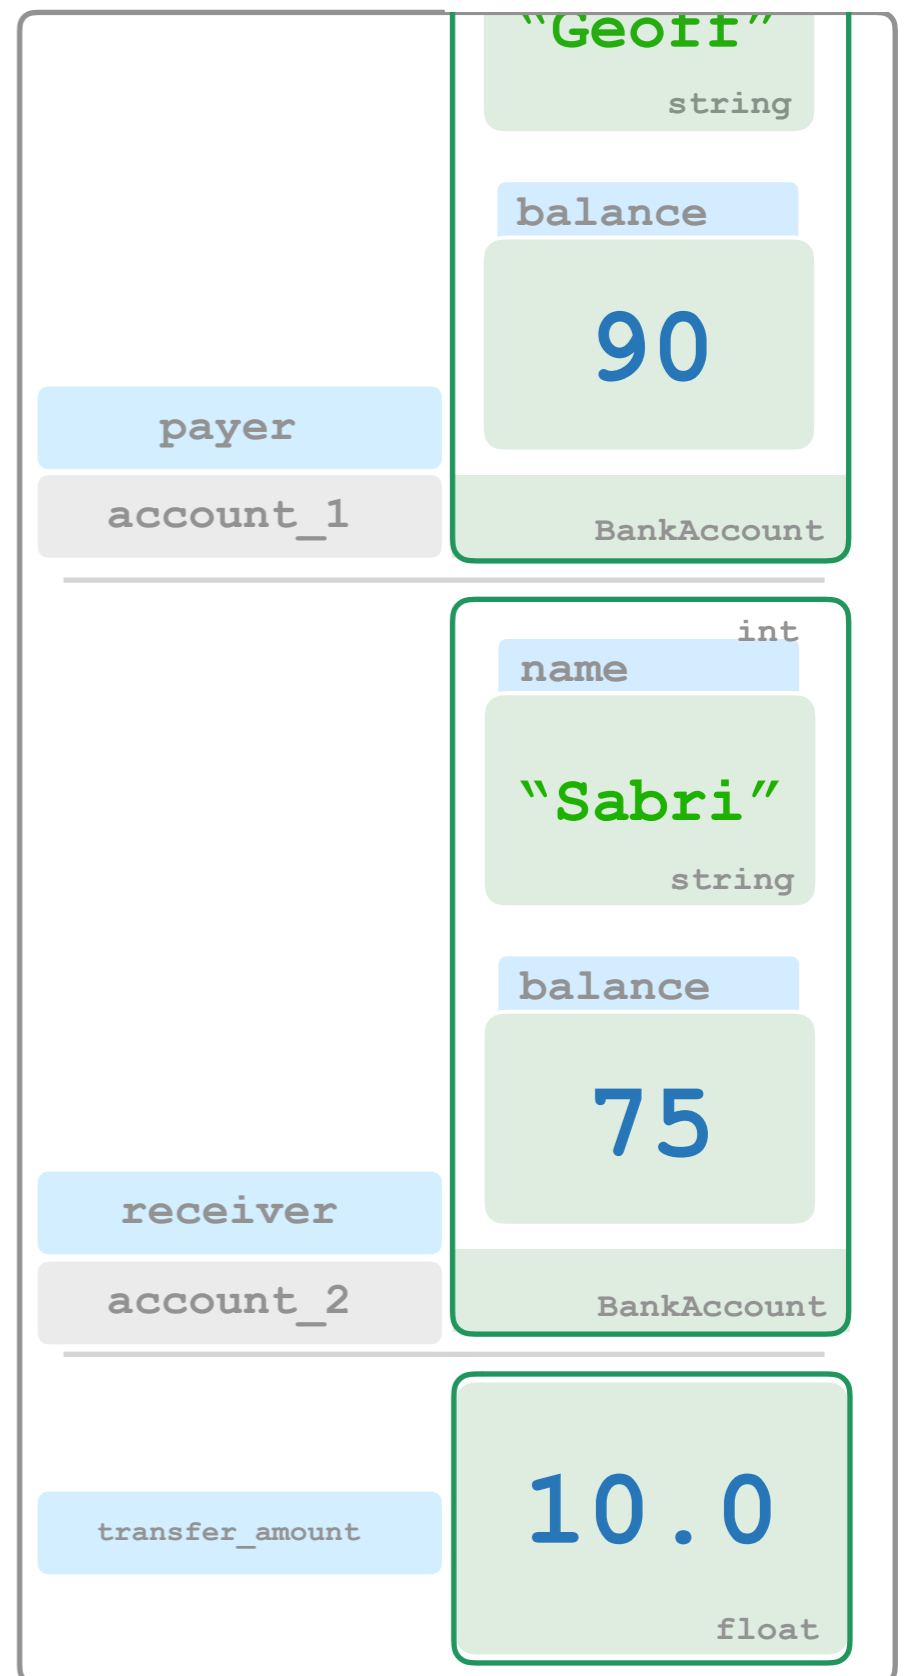 “Geoff”
string
balance
90
payer
account_1
BankAccount
int
name
“Sabri”
string
balance
75
receiver
account_2
BankAccount
10.0
transfer_amount
float